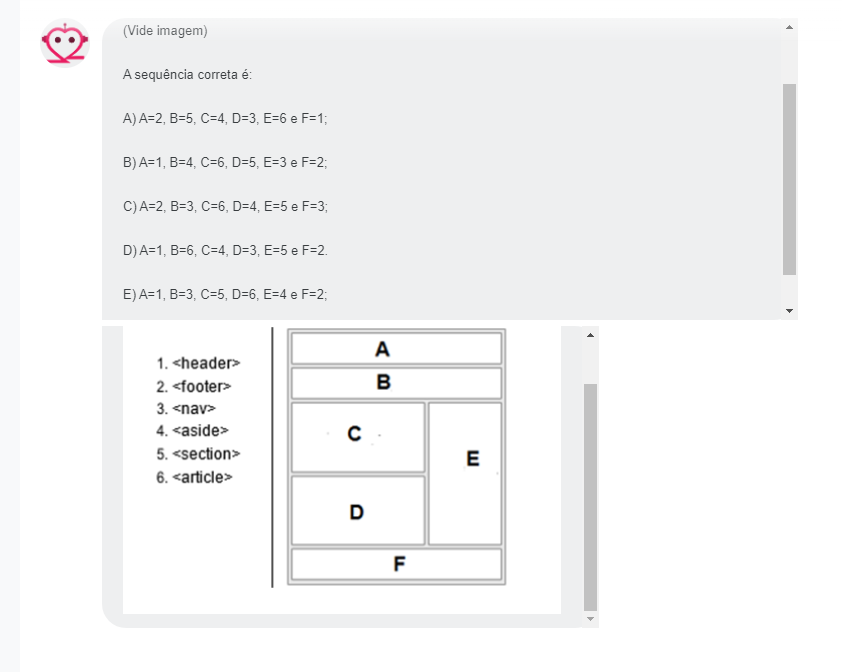 (Vide imagem)
A sequência correta é:
A) A=2, B=5, C=4, D=3, E=6 e F=1;
B) A=1, B=4, C=6, D=5, E=3 e F=2;
C) A=2, B=3, C=6, D=4, E=5 e F=3;
D) A=1, B=6, C=4, D=3, E=5 e F=2.
E) A=1, B=3, C=5, D=6, E=4 e F=2;
1. <header>
2. <footer>
3. <nav>
4. <aside>
5. <section>
6. <article>
A
B
C
E
D
F